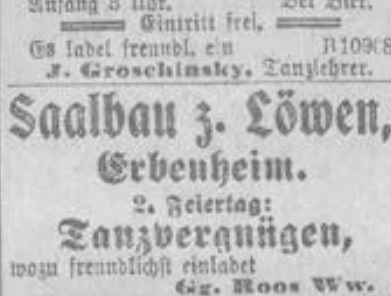 Anfang 3 Uhr. Bei Bier.
Eintritt frei.
Es ladet freundl. ein B10908
J. Groschinsky, Tanzlehrer.
Saalbau z. Löwen,
Erbenheim.
2. Feiertag:
Tanzvergnügen,
wozu freundlichst einladet
Gg. Roos Ww.